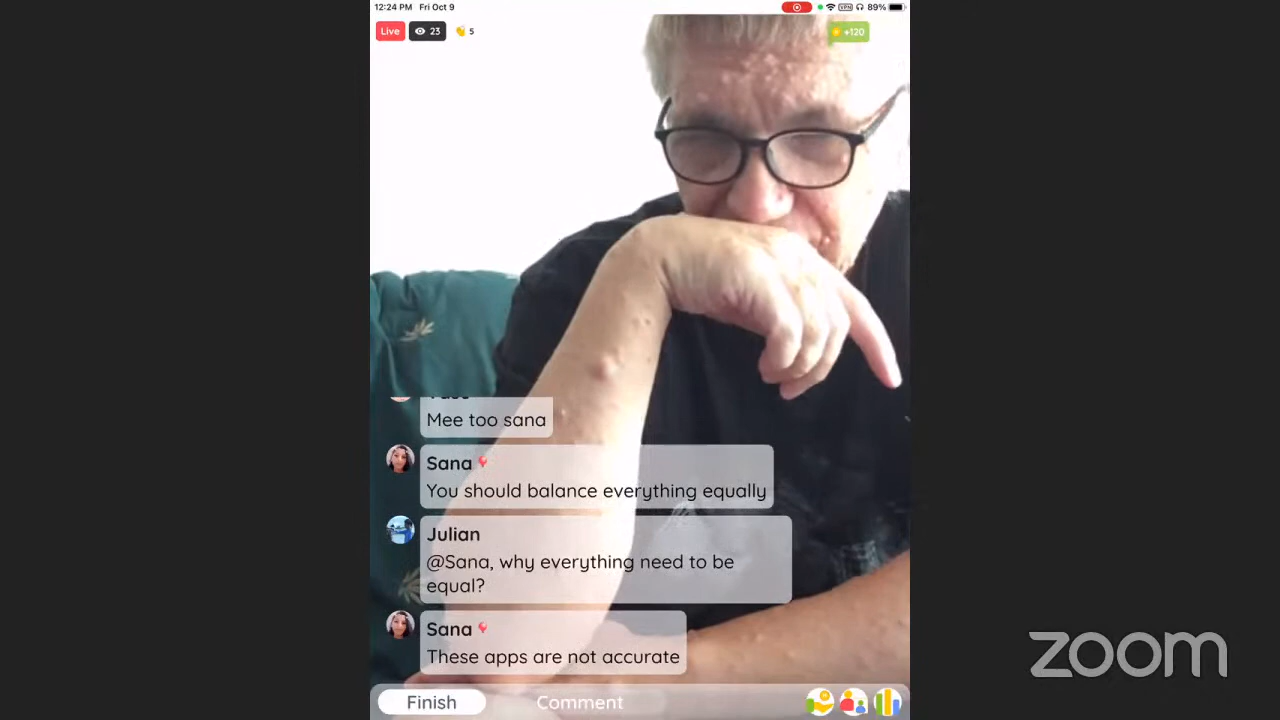 12:24 PM Fri Oct 9
VPN 89%
Live 23 5
+120
Mee too sana
Sana
You should balance everything equally
Julian
@Sana, why everything need to be
equal?
Sana
These apps are not accurate
zoom
Finish Comment